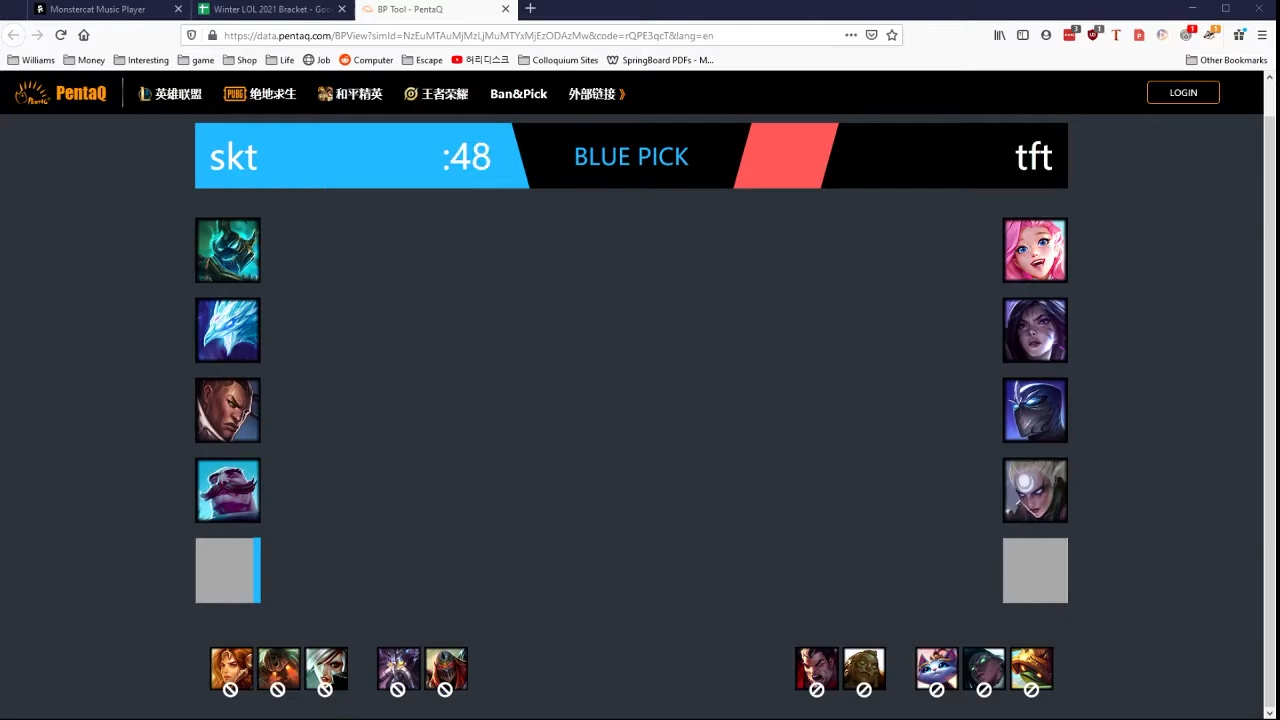 Monstercat Music Player
Winter LOL 2021 Bracket - Goo
BP Tool - PentaQ
https://data.pentaq.com/BPView?simId=NzEuMTAuMjMzLjMuMTYxMjEzODAzMw&code=rQPE3qcT&lang=en
Williams
Money
Interesting
game
Shop
Life
Job
Computer
Escape
허리디스크
Colloquium Sites
SpringBoard PDFs - M...
Other Bookmarks
PentaQ
英雄联盟
PUBG
绝地求生
和平精英
王者荣耀
Ban&Pick
外部链接 》
LOGIN
skt
:48
BLUE PICK
tft